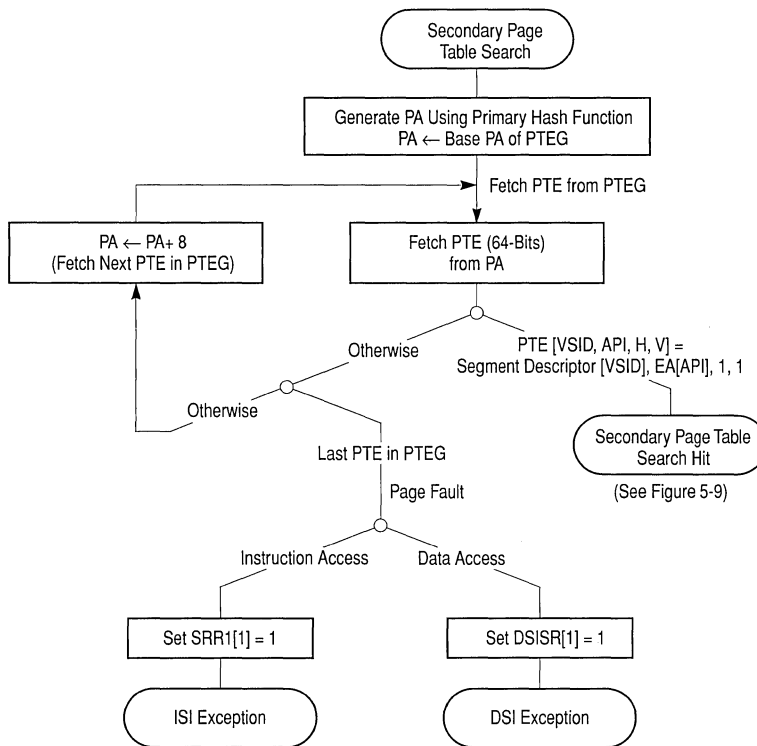 Secondary Page
Table Search
Generate PA Using Primary Hash Function
PA ← Base PA of PTEG
Fetch PTE from PTEG
PA ← PA+ 8
(Fetch Next PTE in PTEG)
Fetch PTE (64-Bits)
from PA
Otherwise
PTE [VSID, API, H, V] =
Segment Descriptor [VSID], EA[API], 1, 1
Otherwise
Secondary Page Table
Search Hit
(See Figure 5-9)
Last PTE in PTEG
Page Fault
Instruction Access
Data Access
Set SRR1[1] = 1
Set DSISR[1] = 1
ISI Exception
DSI Exception